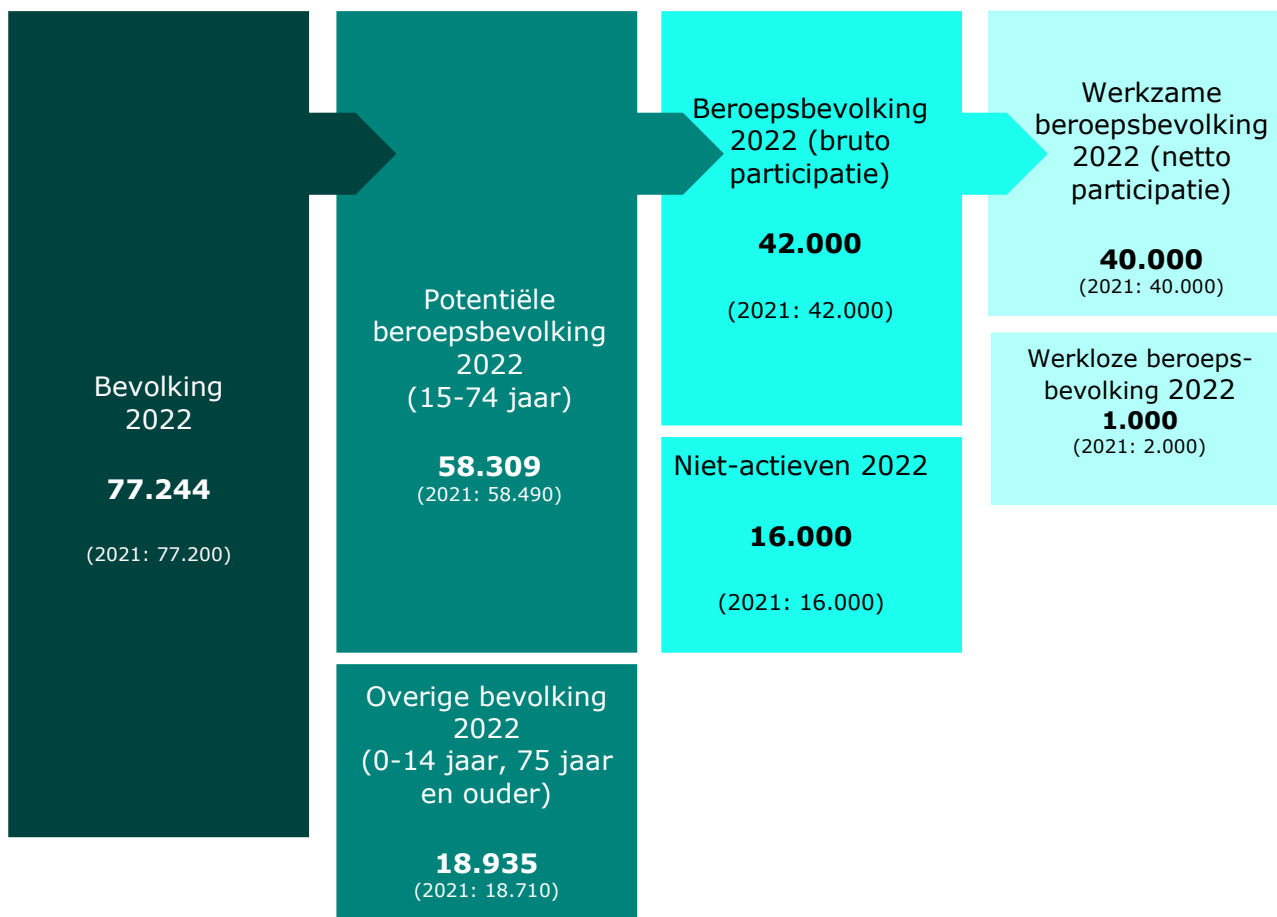 Bevolking
2022
77.244
(2021: 77.200)
Potentiële
beroepsbevolking
2022
(15-74 jaar)
58.309
(2021: 58.490)
Overige bevolking
2022
(0-14 jaar, 75 jaar
en ouder)
18.935
(2021: 18.710)
Beroepsbevolking
2022 (bruto
participatie)
42.000
(2021: 42.000)
Niet-actieven 2022
16.000
(2021: 16.000)
Werkzame
beroepsbevolking
2022 (netto
participatie)
40.000
(2021: 40.000)
Werkloze beroeps-
bevolking 2022
1.000
(2021: 2.000)